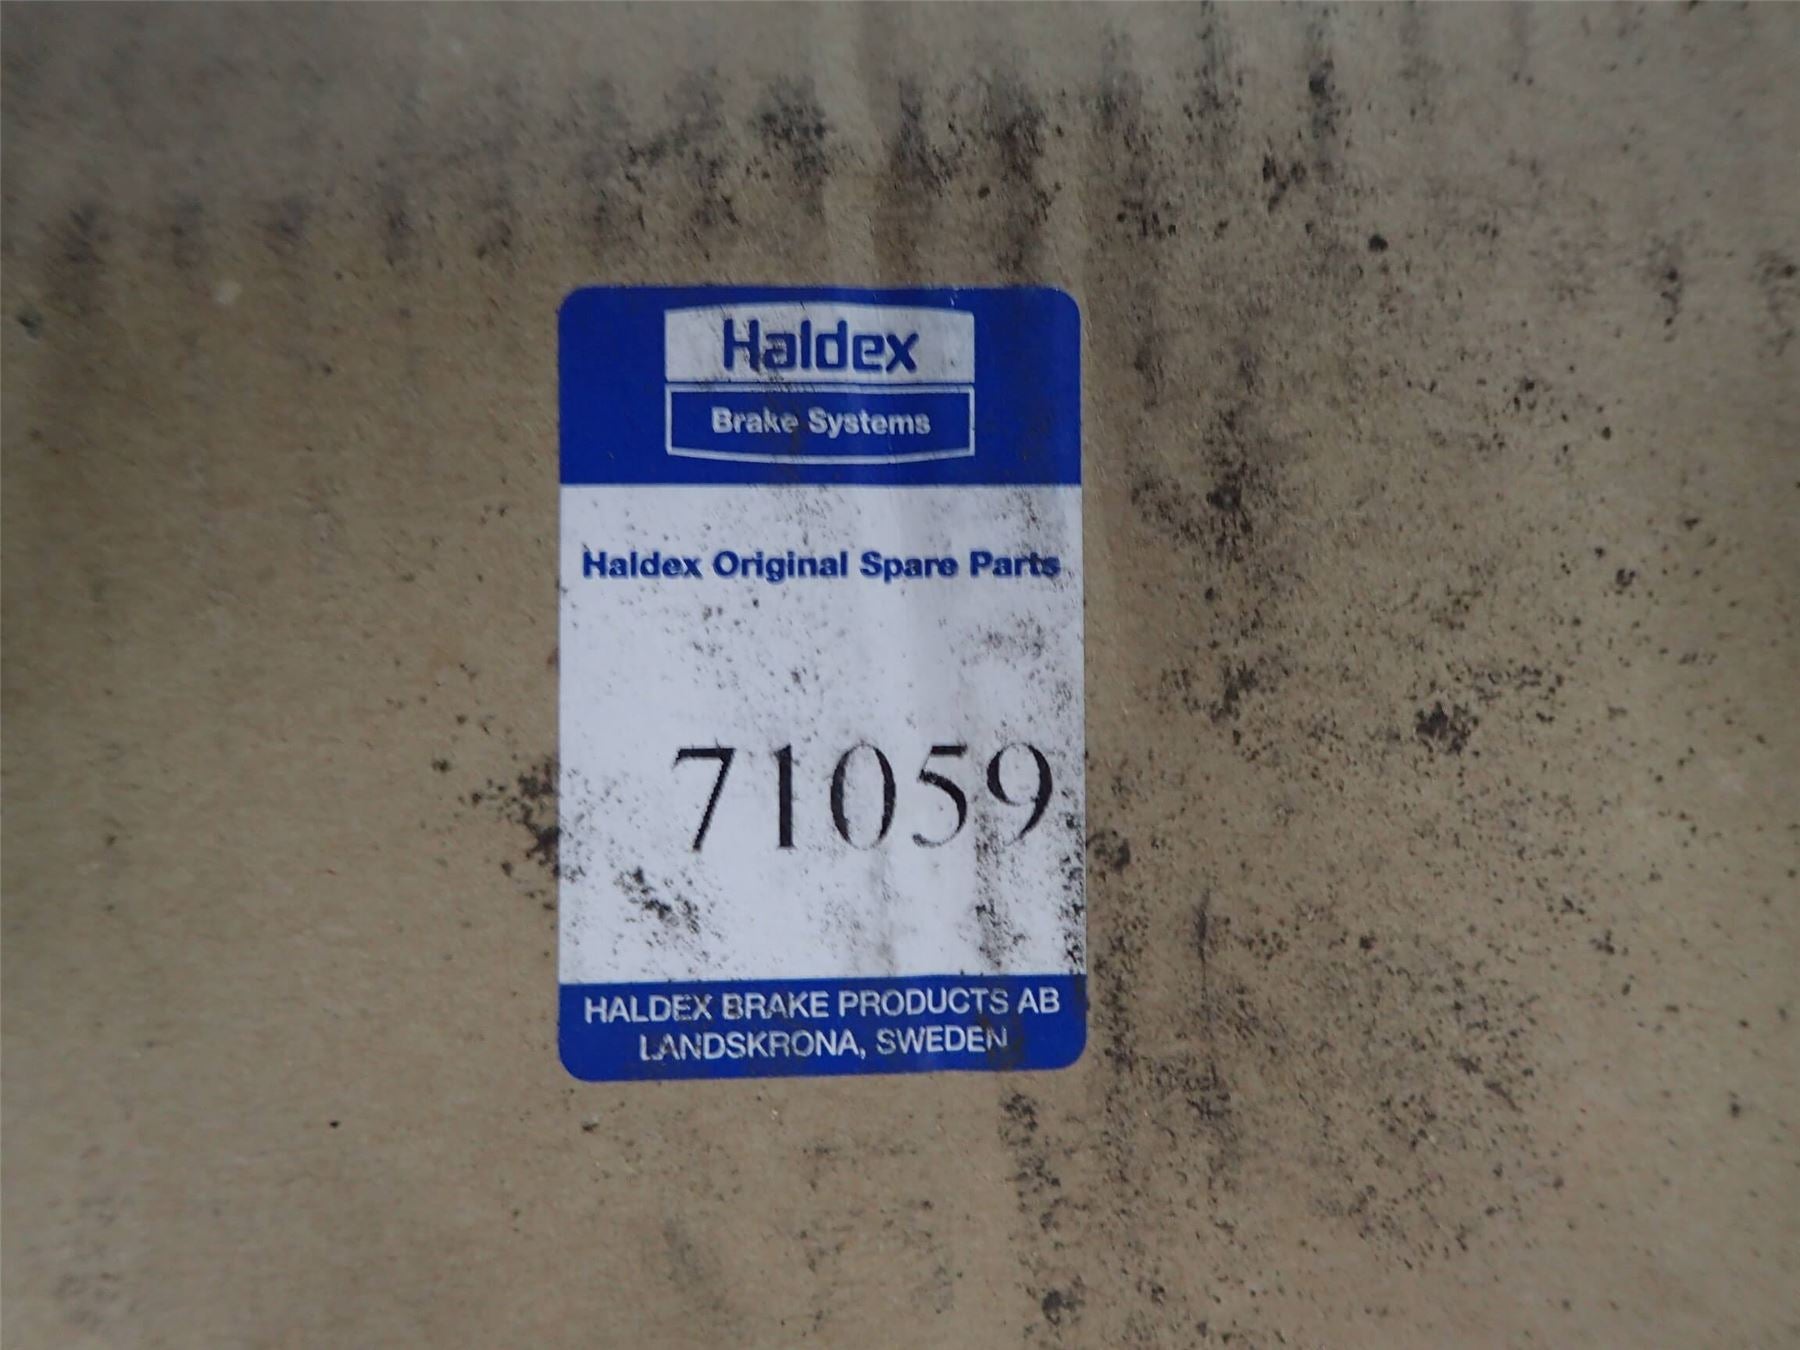 Haldex
Brake Systems
Haldex Original Spare Parts
71059
HALDEX BRAKE PRODUCTS AB
LANDSKRONA, SWEDEN